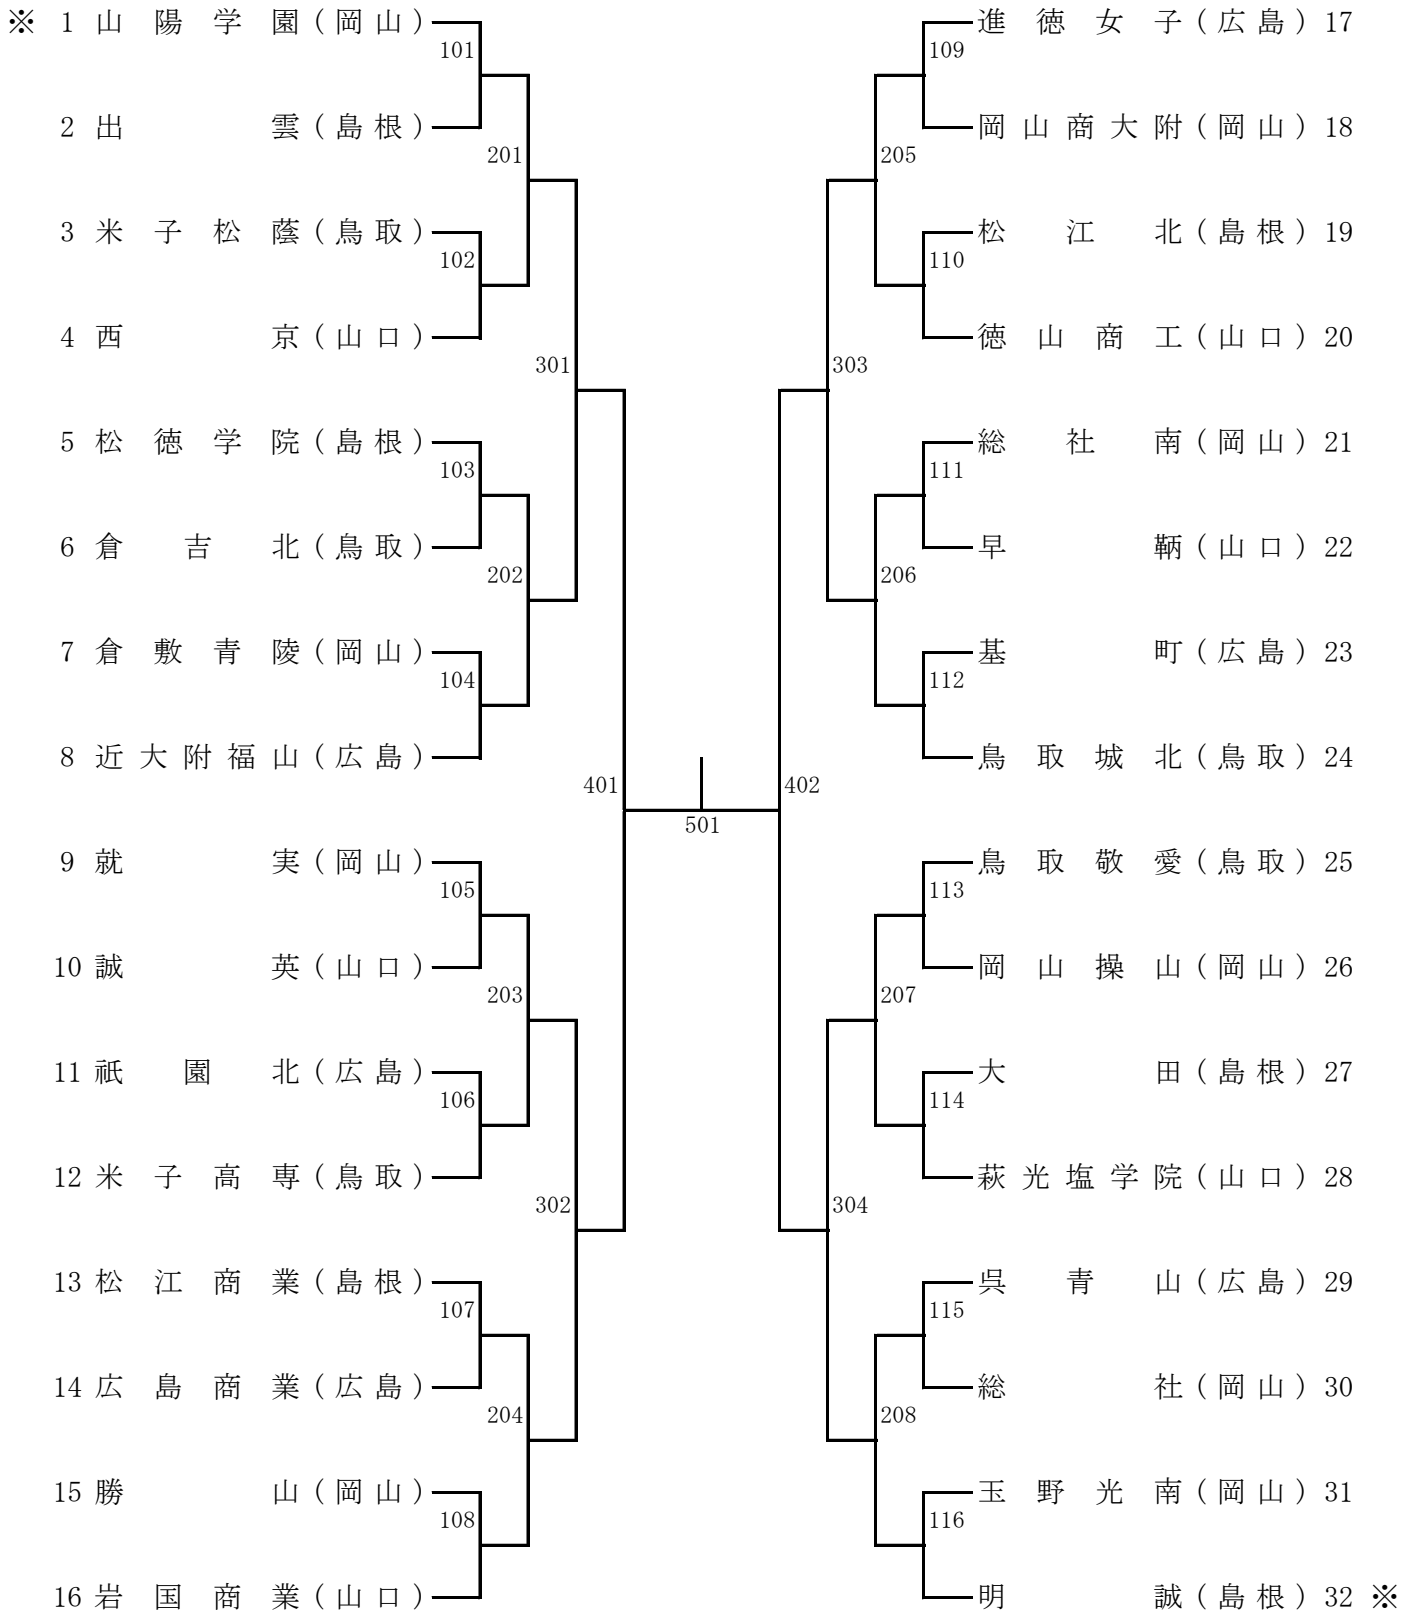 ※ 1 山陽学園(岡山) 進徳女子(広島) 17
101 109
2 出雲(島根) 岡山商大附(岡山) 18
201 205
3 米子松蔭(鳥取) 松江北(島根) 19
102 110
4 西京(山口) 徳山商工(山口) 20
301 303
5 松徳学院(島根) 総社南(岡山) 21
103 111
6 倉吉北(鳥取) 早鞆(山口) 22
202 206
7 倉敷青陵(岡山) 基町(広島) 23
104 112
8 近大附福山(広島) 鳥取城北(鳥取) 24
401 402
501
9 就実(岡山) 鳥取敬愛(鳥取) 25
105 113
10 誠英(山口) 岡山操山(岡山) 26
203 207
11 祇園北(広島) 大田(島根) 27
106 114
12 米子高専(鳥取) 萩光塩学院(山口) 28
302 304
13 松江商業(島根) 呉青山(広島) 29
107 115
14 広島商業(広島) 総社(岡山) 30
204 208
15 勝山(岡山) 玉野光南(岡山) 31
108 116
16 岩国商業(山口) 明誠(島根) 32 ※